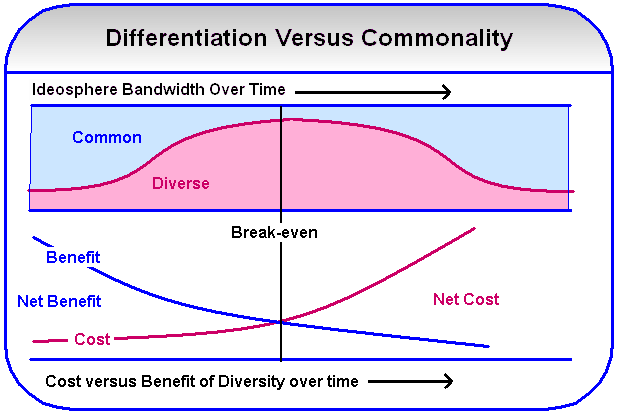 Differentiation Versus Commonality
Ideosphere Bandwidth Over Time
Common
Diverse
Break-even
Benefit
Net Benefit
Net Cost
Cost
Cost versus Benefit of Diversity over time